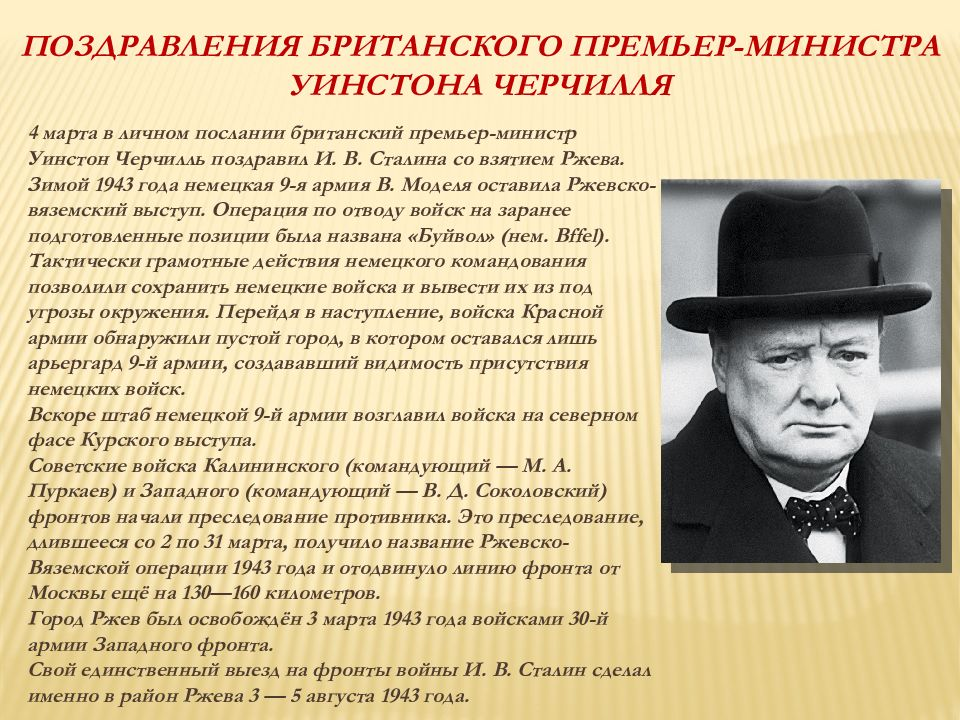 ПОЗДРАВЛЕНИЯ БРИТАНСКОГО ПРЕМЬЕР-МИНИСТРА
УИНСТОНА ЧЕРЧИЛЛЯ
4 марта в личном послании британский премьер-министр
Уинстон Черчилль поздравил И. В. Сталина со взятием Ржева.
Зимой 1943 года немецкая 9-я армия В. Моделя оставила Ржевско-
вяземский выступ. Операция по отводу войск на заранее
подготовленные позиции была названа «Буйвол» (нем. Bffel).
Тактически грамотные действия немецкого командования
позволили сохранить немецкие войска и вывести их из под
угрозы окружения. Перейдя в наступление, войска Красной
армии обнаружили пустой город, в котором оставался лишь
арьергард 9-й армии, создававший видимость присутствия
немецких войск.
Вскоре штаб немецкой 9-й армии возглавил войска на северном
фасе Курского выступа.
Советские войска Калининского (командующий — М. А.
Пуркаев) и Западного (командующий — В. Д. Соколовский)
фронтов начали преследование противника. Это преследование,
длившееся со 2 по 31 марта, получило название Ржевско-
Вяземской операции 1943 года и отодвинуло линию фронта от
Москвы ещё на 130—160 километров.
Город Ржев был освобождён 3 марта 1943 года войсками 30-й
армии Западного фронта.
Свой единственный выезд на фронты войны И. В. Сталин сделал
именно в район Ржева 3 — 5 августа 1943 года.